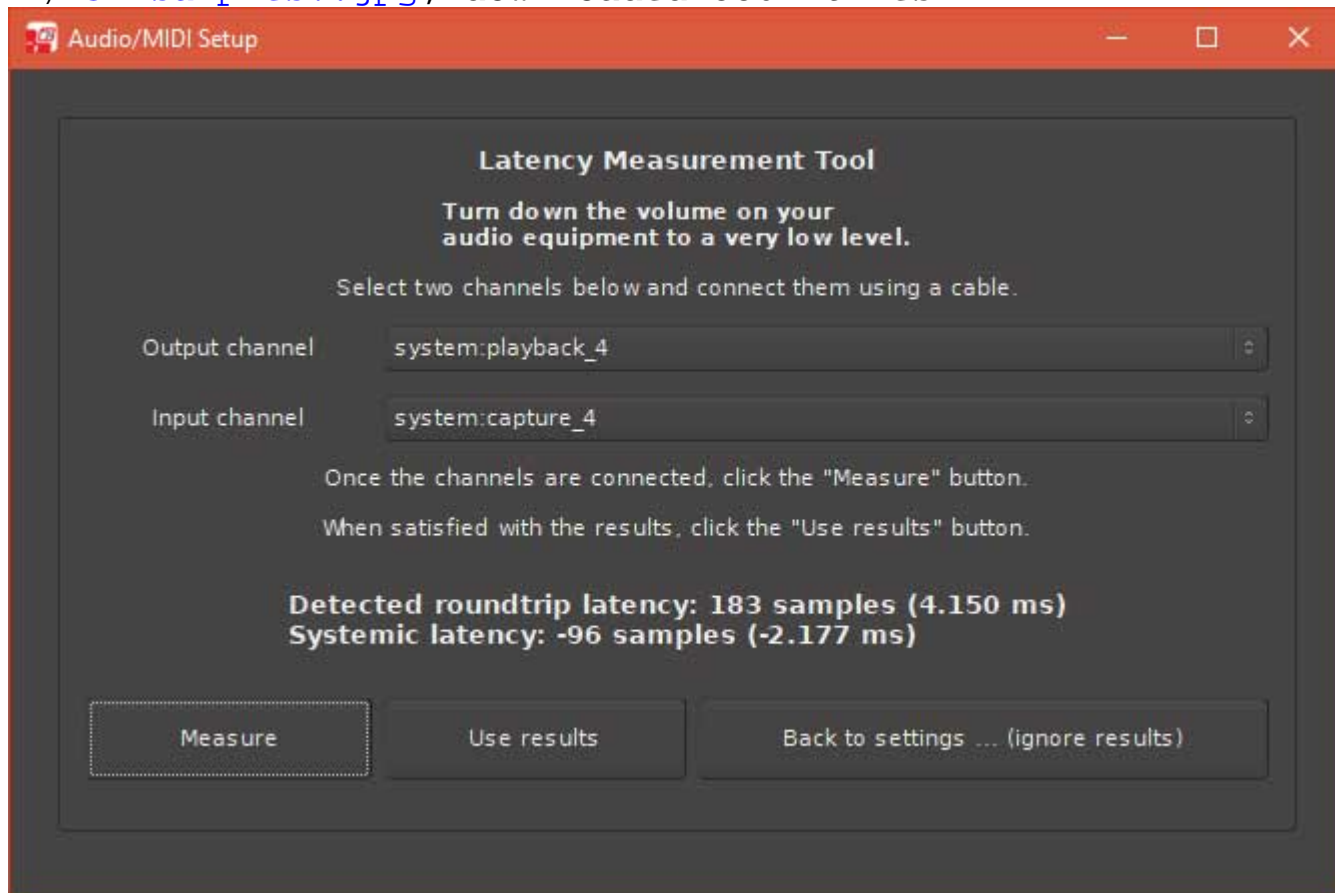 Audio/MIDI Setup
Latency Measurement Tool
Turn down the volume on your
audio equipment to a very low level.
Select two channels below and connect them using a cable.
Output channel system:playback_4
Input channel system:capture_4
Once the channels are connected, click the "Measure" button.
When satisfied with the results, click the "Use results" button.
Detected roundtrip latency: 183 samples (4.150 ms)
Systemic latency: -96 samples (-2.177 ms)
Measure Use results Back to settings ... (ignore results)